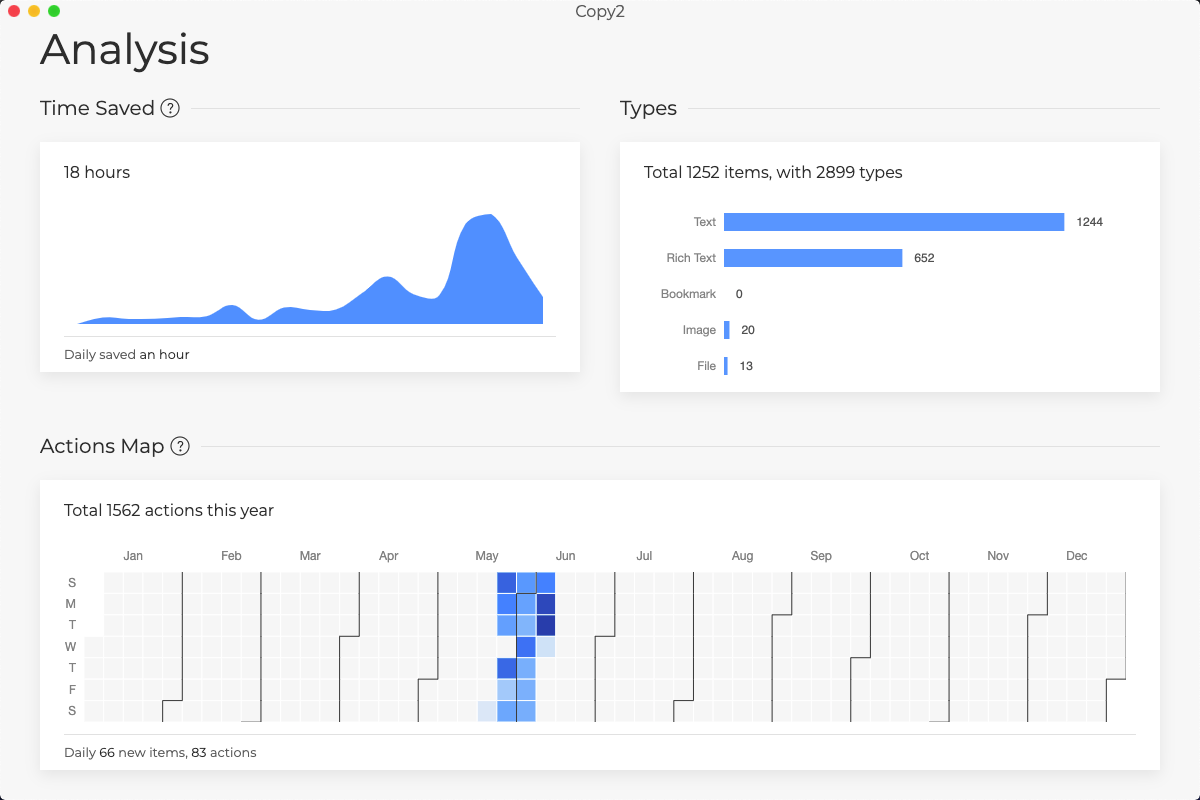 Copy2
Analysis
Time Saved ?
18 hours
Daily saved an hour
Types
Total 1252 items, with 2899 types
Text 1244
Rich Text 652
Bookmark 0
Image 20
File 13
Actions Map ?
Total 1562 actions this year
Jan Feb Mar Apr May Jun Jul Aug Sep Oct Nov Dec
S
M
T
W
T
F
S
Daily 66 new items, 83 actions